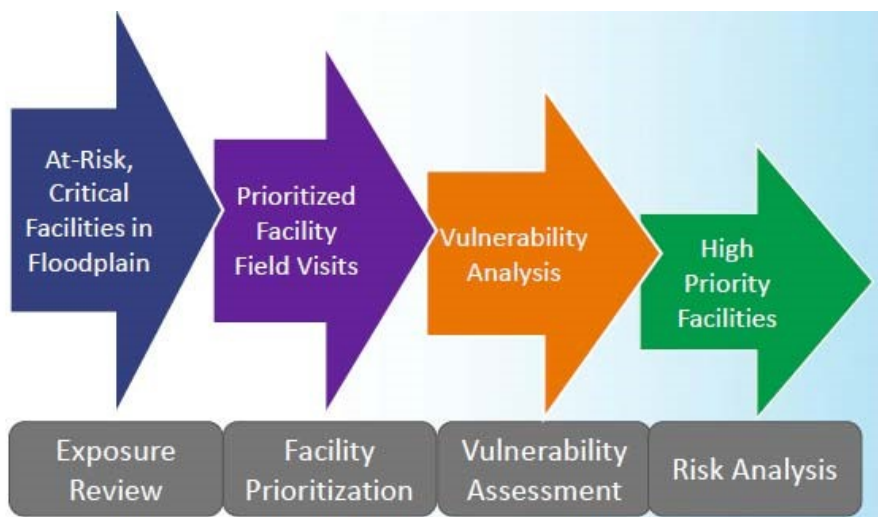 At-Risk,
Critical
Facilities in
Floodplain
Prioritized
Facility
Field Visits
Vulnerability
Analysis
High
Priority
Facilities
Exposure
Review
Facility
Prioritization
Vulnerability
Assessment
Risk Analysis